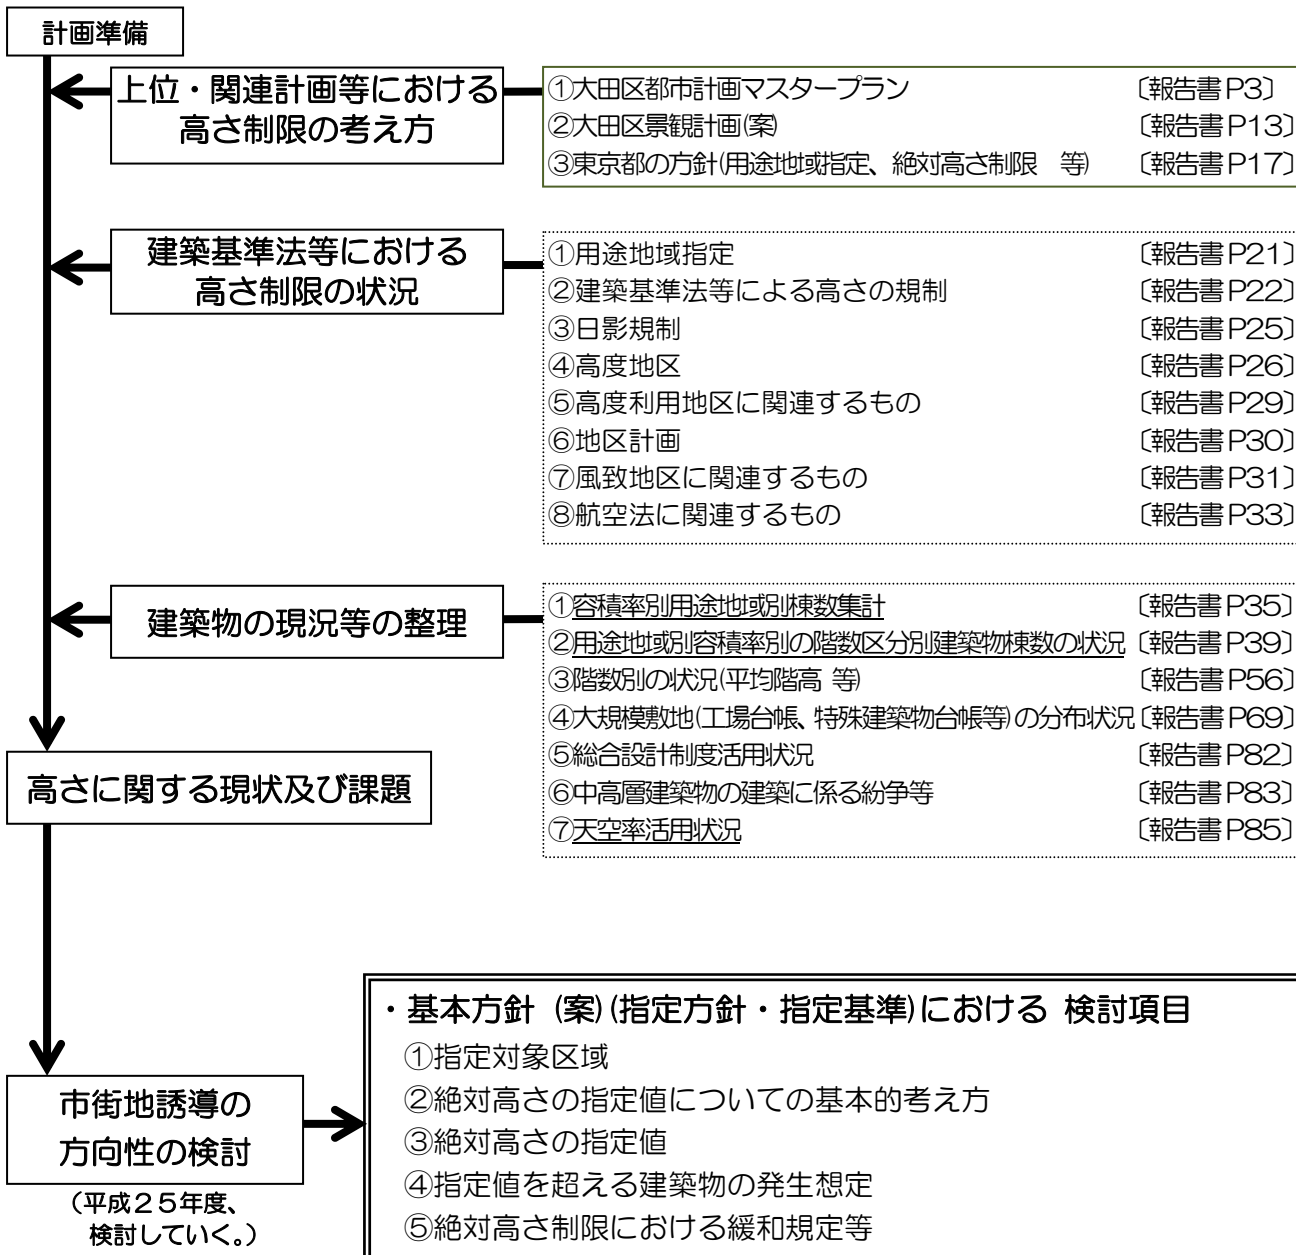 計画準備
上位・関連計画等における
高さ制限の考え方
①大田区都市計画マスタープラン 〔報告書P3〕
②大田区景観計画(案) 〔報告書P13〕
③東京都の方針(用途地域指定、絶対高さ制限　等) 〔報告書P17〕
建築基準法等における
高さ制限の状況
①用途地域指定 〔報告書P21〕
②建築基準法等による高さの規制 〔報告書P22〕
③日影規制 〔報告書P25〕
④高度地区 〔報告書P26〕
⑤高度利用地区に関連するもの 〔報告書P29〕
⑥地区計画 〔報告書P30〕
⑦風致地区に関連するもの 〔報告書P31〕
⑧航空法に関連するもの 〔報告書P33〕
建築物の現況等の整理
①容積率別用途地域別棟数集計 〔報告書P35〕
②用途地域別容積率別の階数区分別建築物棟数の状況 〔報告書P39〕
③階数別の状況(平均階高 等) 〔報告書P56〕
④大規模敷地(工場台帳、特殊建築物台帳等)の分布状況 〔報告書P69〕
⑤総合設計制度活用状況 〔報告書P82〕
⑥中高層建築物の建築に係る紛争等 〔報告書P83〕
⑦天空率活用状況 〔報告書P85〕
高さに関する現状及び課題
市街地誘導の
方向性の検討
(平成25年度、
検討していく。)
・基本方針 (案)(指定方針・指定基準)における 検討項目
①指定対象区域
②絶対高さの指定値についての基本的考え方
③絶対高さの指定値
④指定値を超える建築物の発生想定
⑤絶対高さ制限における緩和規定等